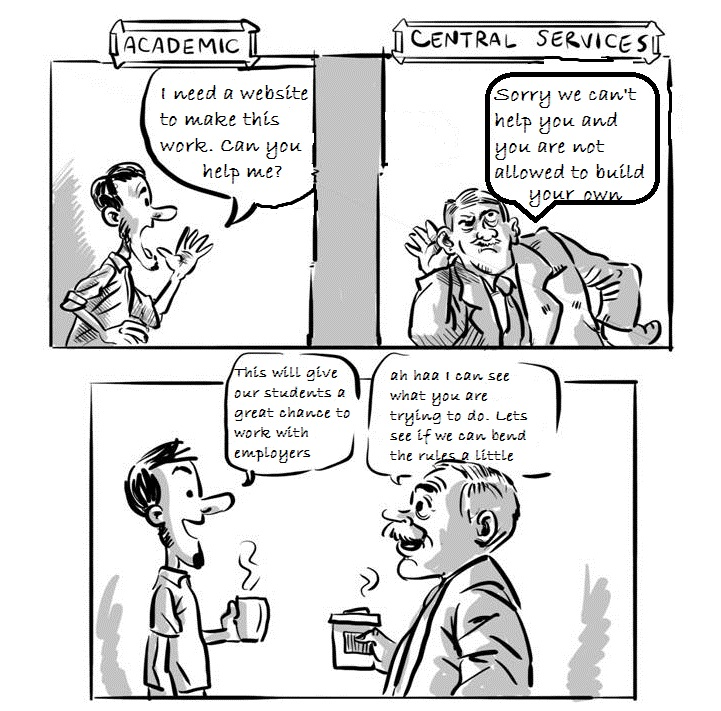 ACADEMIC
CENTRAL SERVICES
I need a website
to make this
work. Can you
help me?
Sorry we can't
help you and
you are not
allowed to build
your own
This will give
our students a
great chance to
work with
employers
ah haa I can see
what you are
trying to do. Lets
see if we can bend
the rules a little